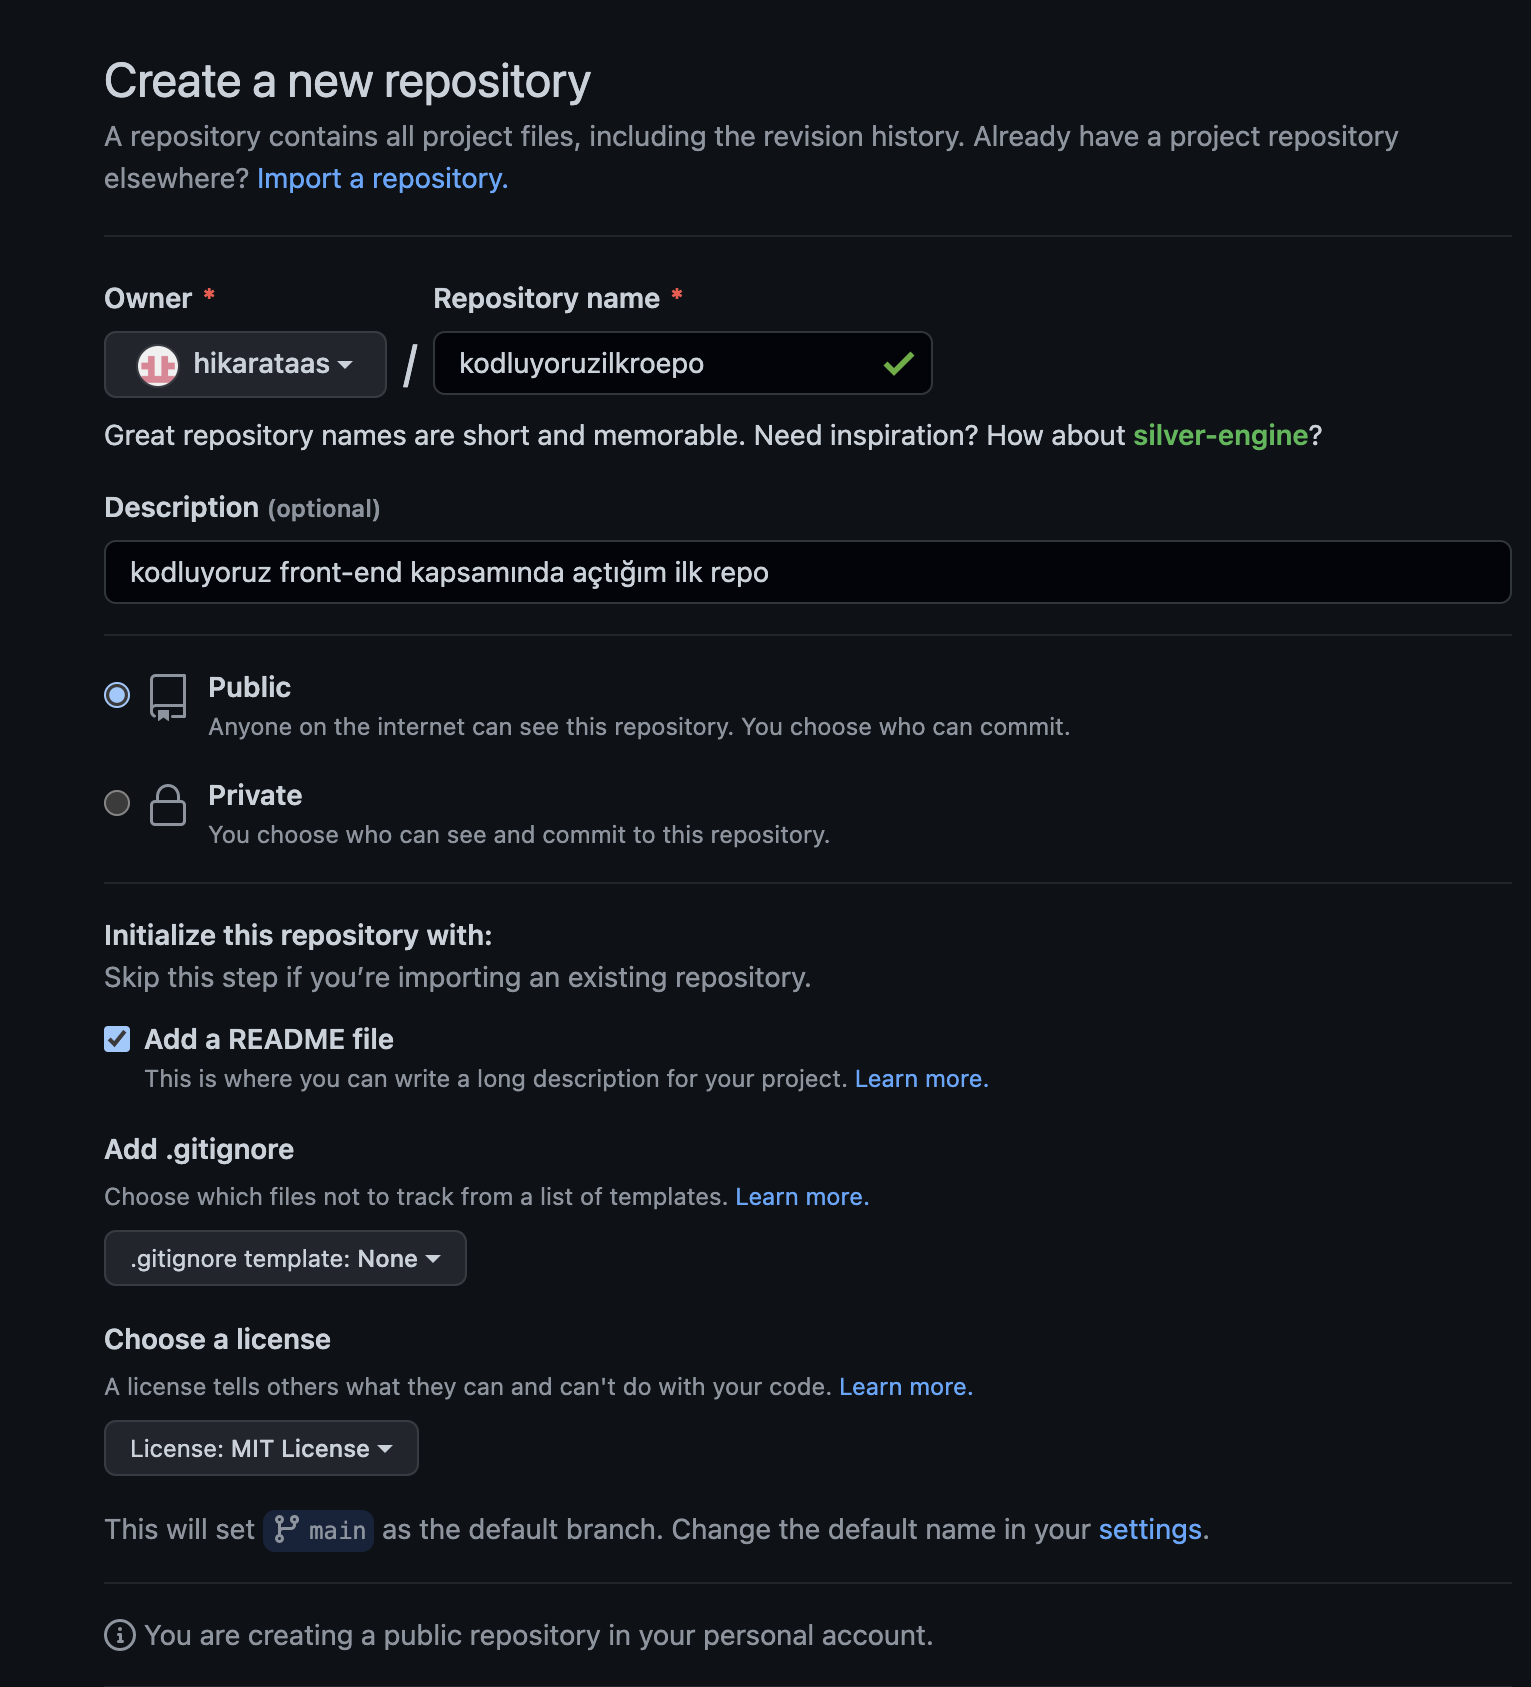 Create a new repository
A repository contains all project files, including the revision history. Already have a project repository
elsewhere? Import a repository.
Owner *
Repository name *
hikarataas
/
kodluyoruzilkroepo
Great repository names are short and memorable. Need inspiration? How about silver-engine?
Description (optional)
kodluyoruz front-end kapsamında açtığım ilk repo
Public
Anyone on the internet can see this repository. You choose who can commit.
Private
You choose who can see and commit to this repository.
Initialize this repository with:
Skip this step if you’re importing an existing repository.
Add a README file
This is where you can write a long description for your project. Learn more.
Add .gitignore
Choose which files not to track from a list of templates. Learn more.
.gitignore template: None
Choose a license
A license tells others what they can and can't do with your code. Learn more.
License: MIT License
This will set main as the default branch. Change the default name in your settings.
You are creating a public repository in your personal account.